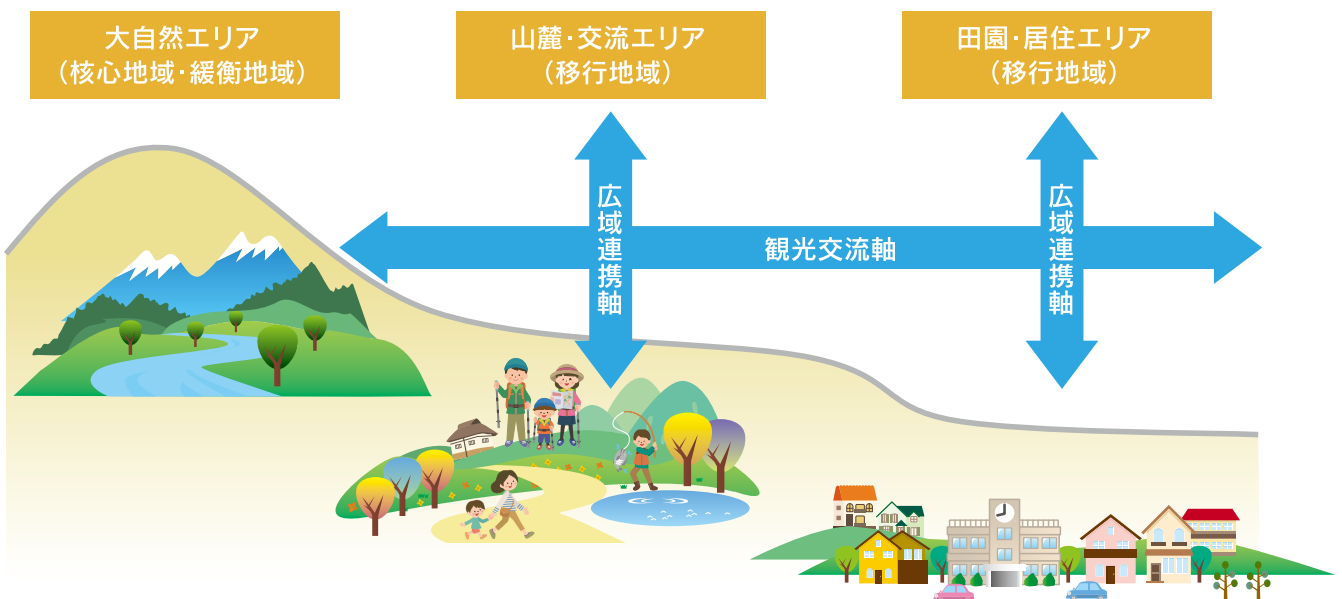 大自然エリア
（核心地域・緩衝地域）
山麓・交流エリア
（移行地域）
田園・居住エリア
（移行地域）
広域連携軸
観光交流軸
広域連携軸